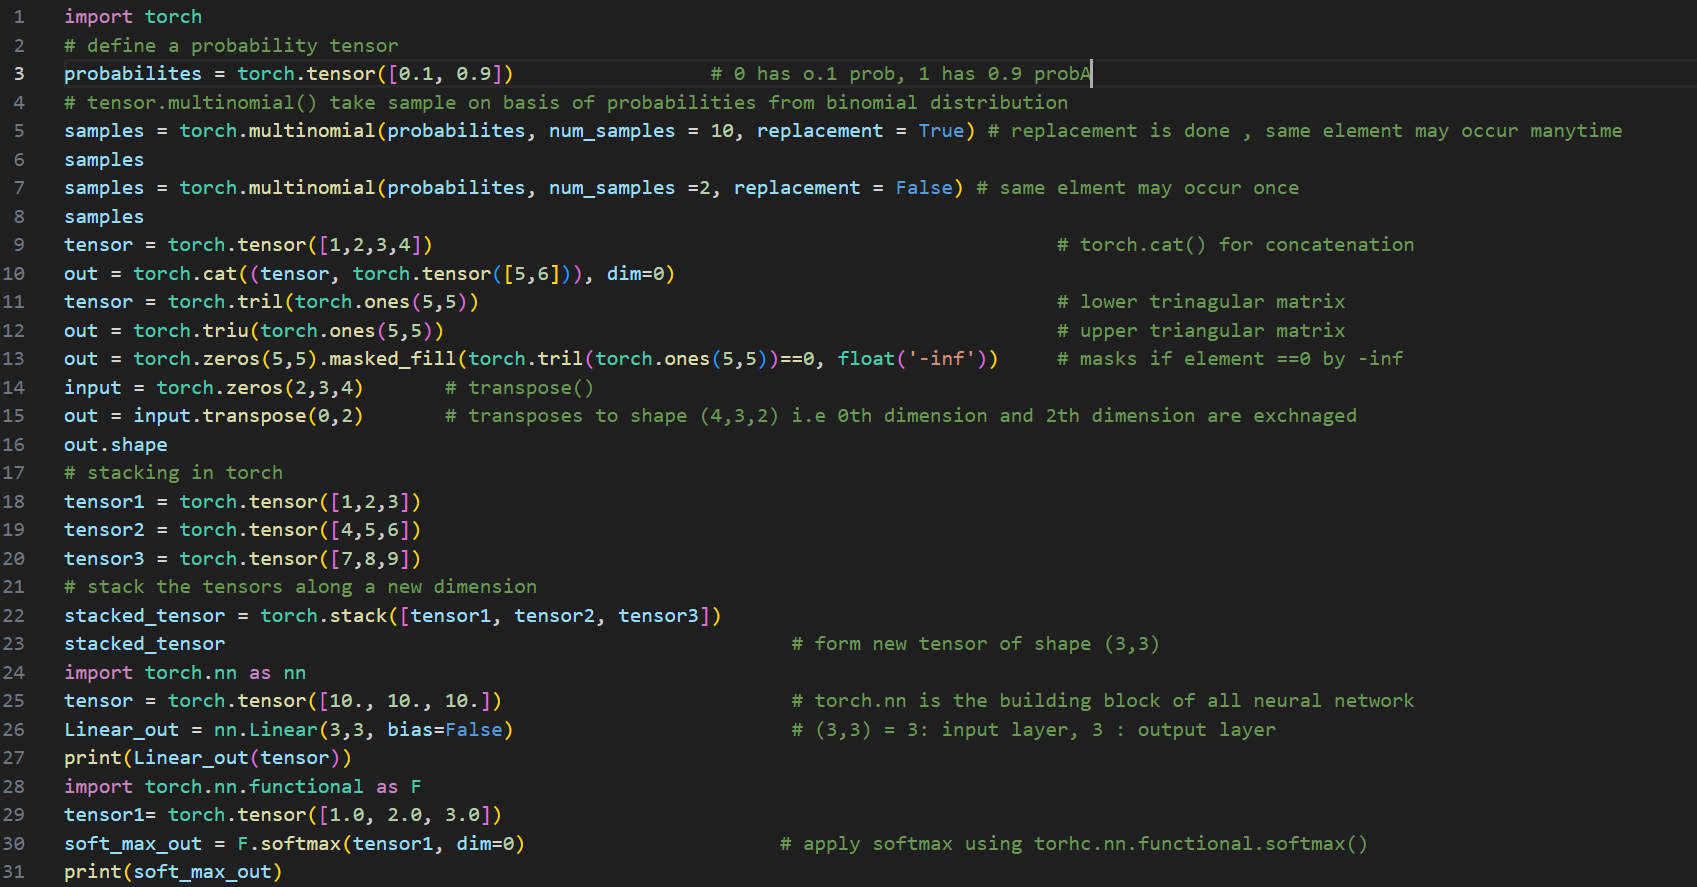 1 import torch
2 # define a probability tensor
3 probabilites = torch.tensor([0.1, 0.9]) # 0 has o.1 prob, 1 has 0.9 probA
4 # tensor.multinomial() take sample on basis of probabilities from binomial distribution
5 samples = torch.multinomial(probabilites, num_samples = 10, replacement = True) # replacement is done , same element may occur manytime
6 samples
7 samples = torch.multinomial(probabilites, num_samples =2, replacement = False) # same elment may occur once
8 samples
9 tensor = torch.tensor([1,2,3,4]) # torch.cat() for concatenation
10 out = torch.cat((tensor, torch.tensor([5,6])), dim=0)
11 tensor = torch.tril(torch.ones(5,5)) # lower trinagular matrix
12 out = torch.triu(torch.ones(5,5)) # upper triangular matrix
13 out = torch.zeros(5,5).masked_fill(torch.tril(torch.ones(5,5))==0, float('-inf')) # masks if element ==0 by -inf
14 input = torch.zeros(2,3,4) # transpose()
15 out = input.transpose(0,2) # transposes to shape (4,3,2) i.e 0th dimension and 2th dimension are exchnaged
16 out.shape
17 # stacking in torch
18 tensor1 = torch.tensor([1,2,3])
19 tensor2 = torch.tensor([4,5,6])
20 tensor3 = torch.tensor([7,8,9])
21 # stack the tensors along a new dimension
22 stacked_tensor = torch.stack([tensor1, tensor2, tensor3])
23 stacked_tensor # form new tensor of shape (3,3)
24 import torch.nn as nn
25 tensor = torch.tensor([10., 10., 10.]) # torch.nn is the building block of all neural network
26 Linear_out = nn.Linear(3,3, bias=False) # (3,3) = 3: input layer, 3 : output layer
27 print(Linear_out(tensor))
28 import torch.nn.functional as F
29 tensor1= torch.tensor([1.0, 2.0, 3.0])
30 soft_max_out = F.softmax(tensor1, dim=0) # apply softmax using torhc.nn.functional.softmax()
31 print(soft_max_out)